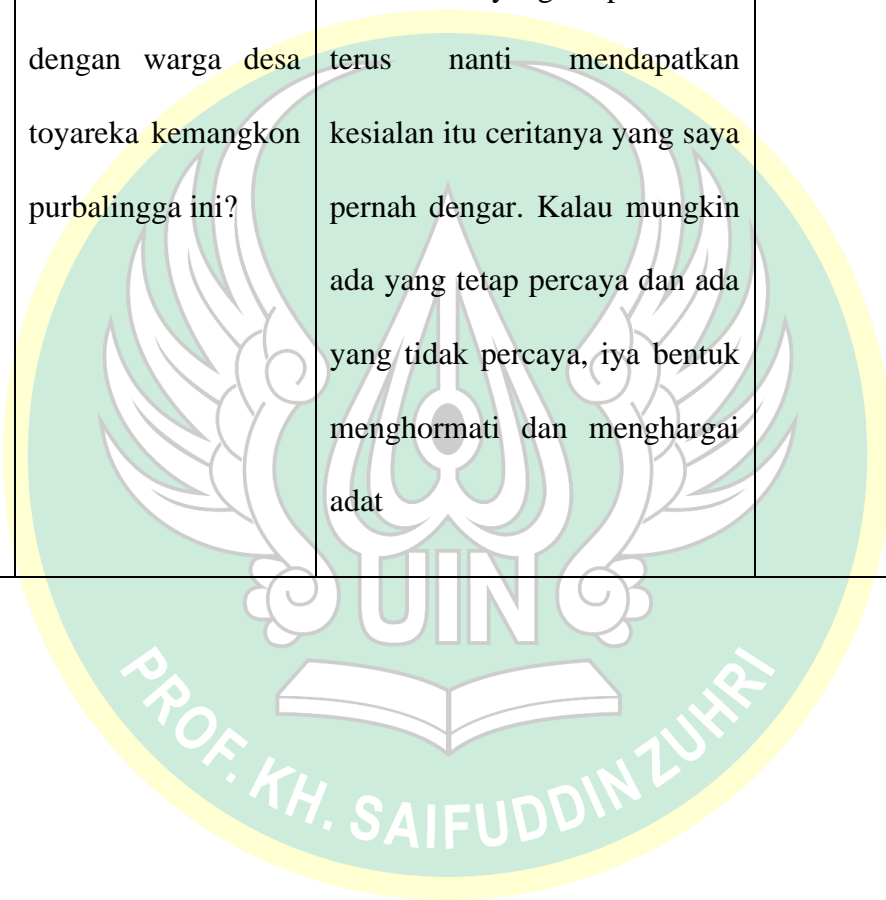 dengan warga desa
toyareka kemangkon
purbalingga ini?
terus nanti mendapatkan
kesialan itu ceritanya yang saya
pernah dengar. Kalau mungkin
ada yang tetap percaya dan ada
yang tidak percaya, iya bentuk
menghormati dan menghargai
adat
UIN
PROF. KH. SAIFUDDIN ZUHRI